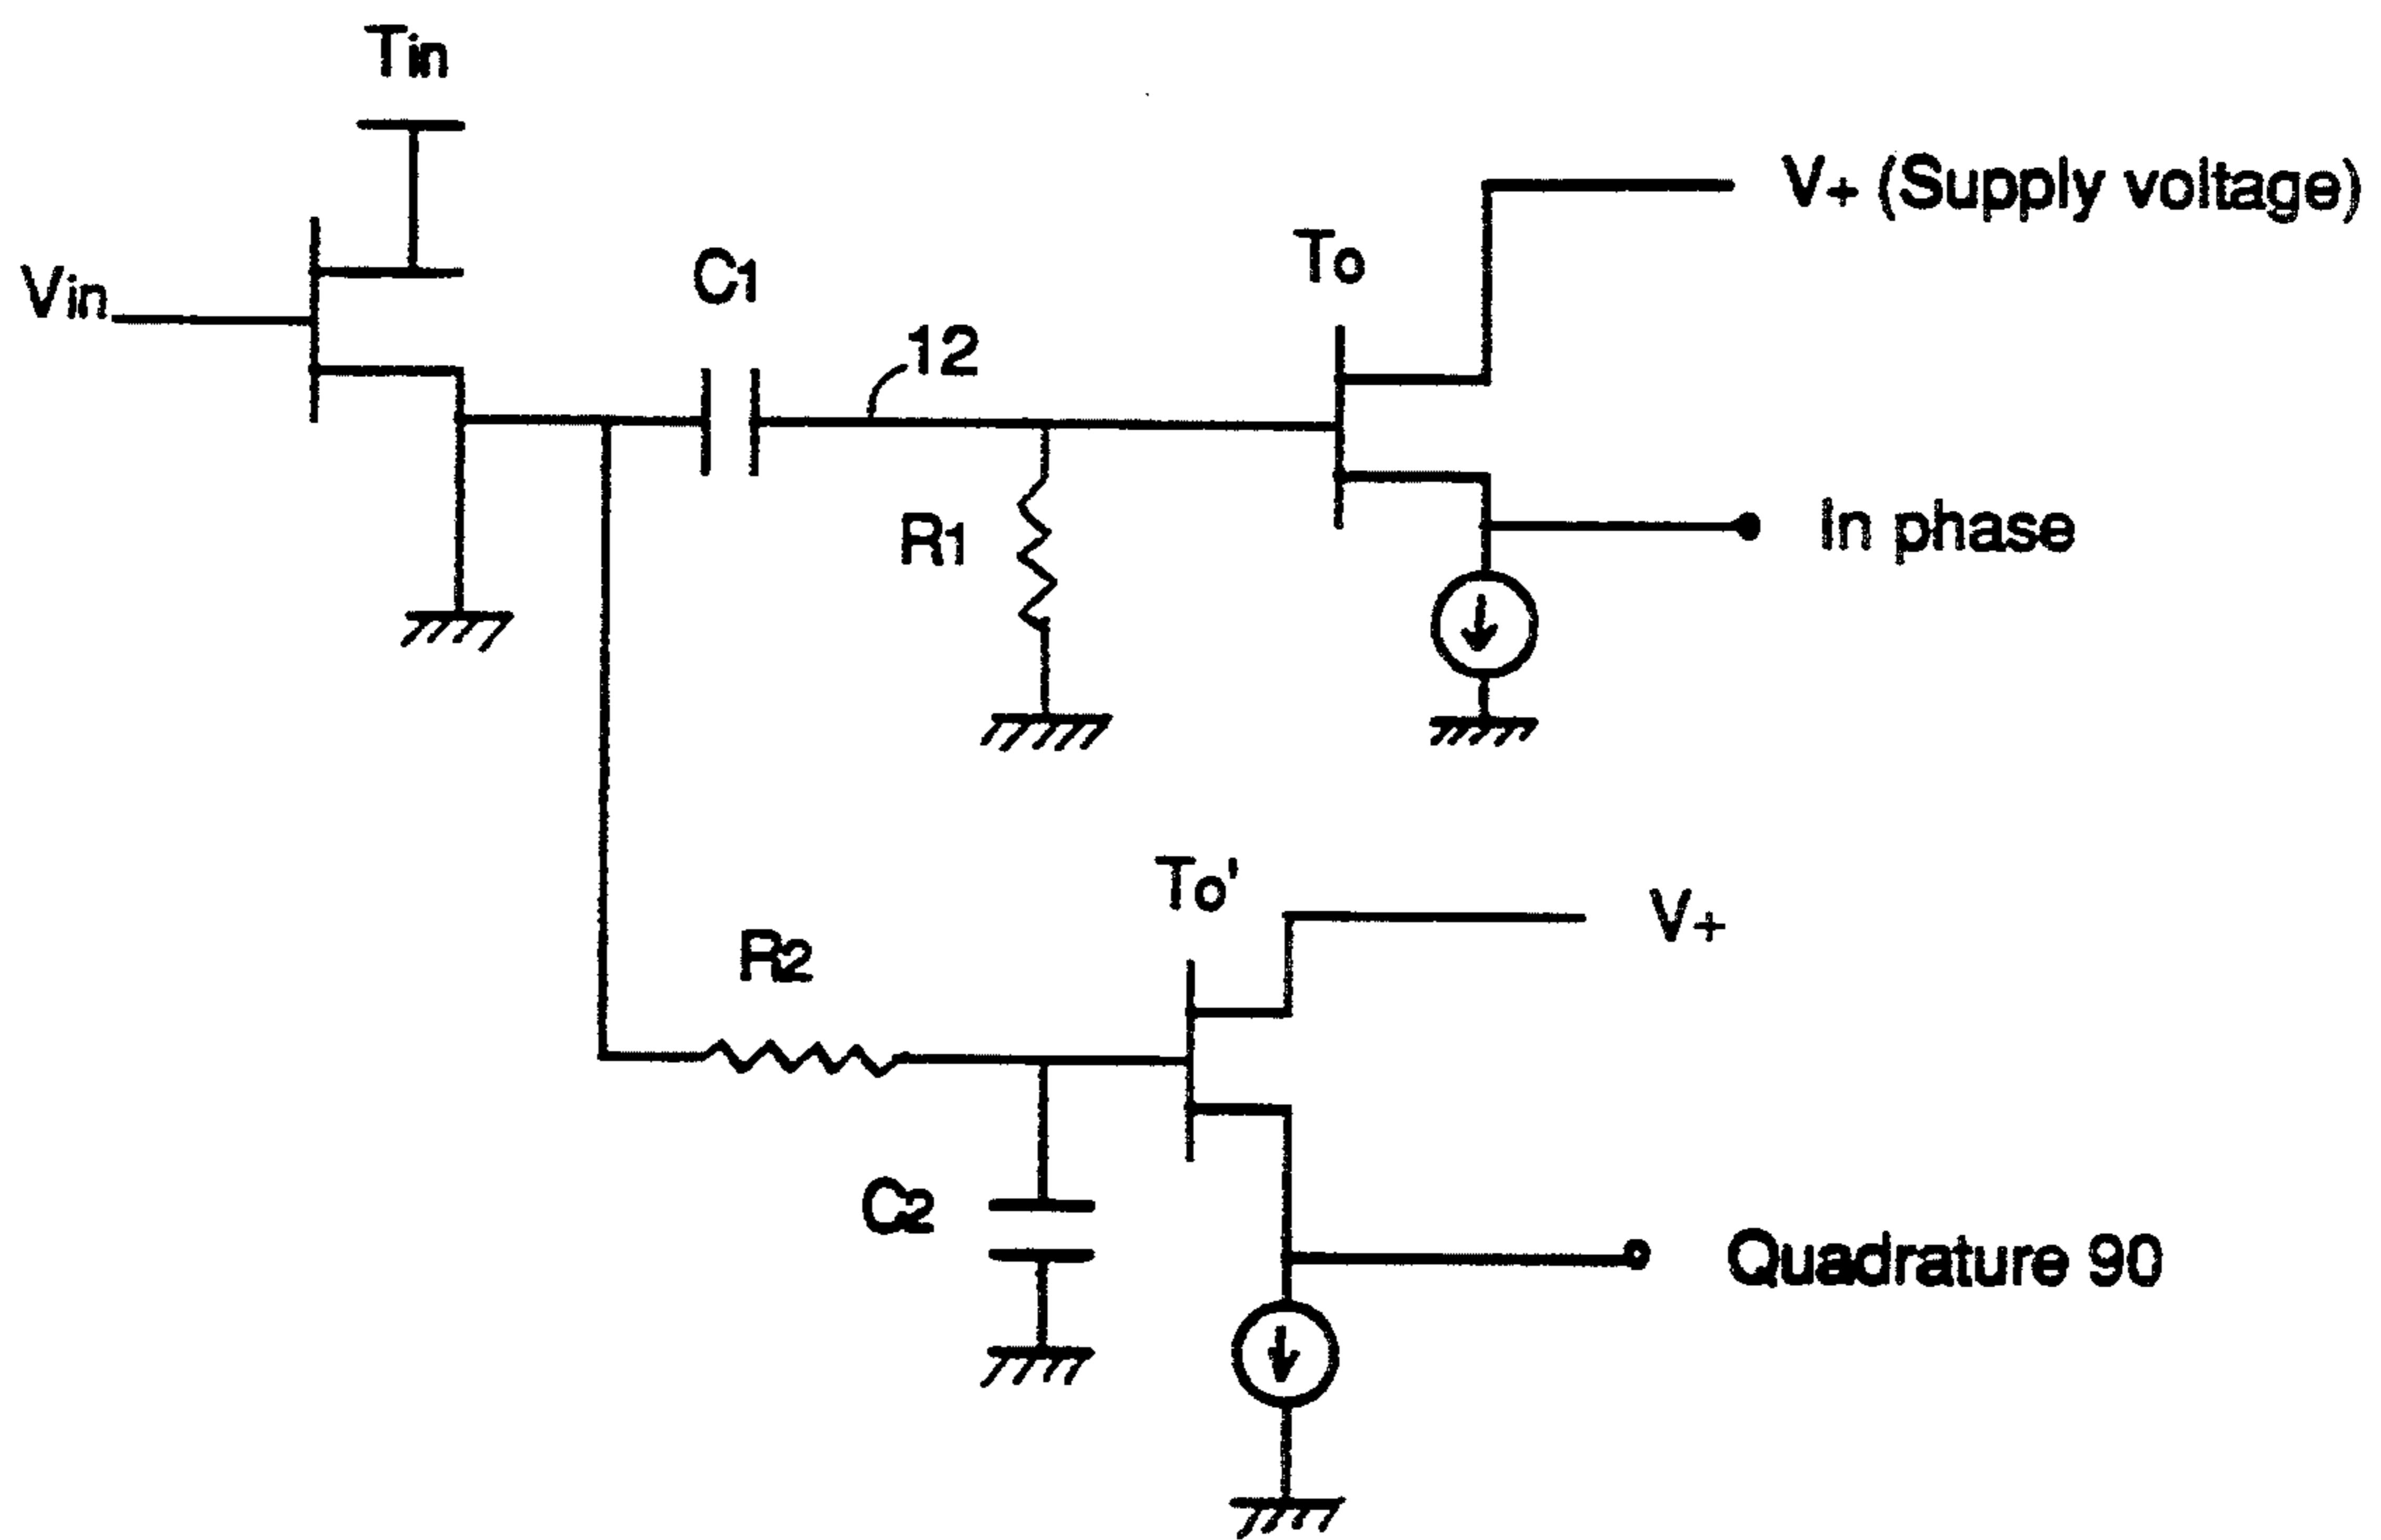 Tin
V+ (Supply voltage)
To
C1
Vin
12
In phase
R1
To'
V+
R2
C2
Quadrature 90